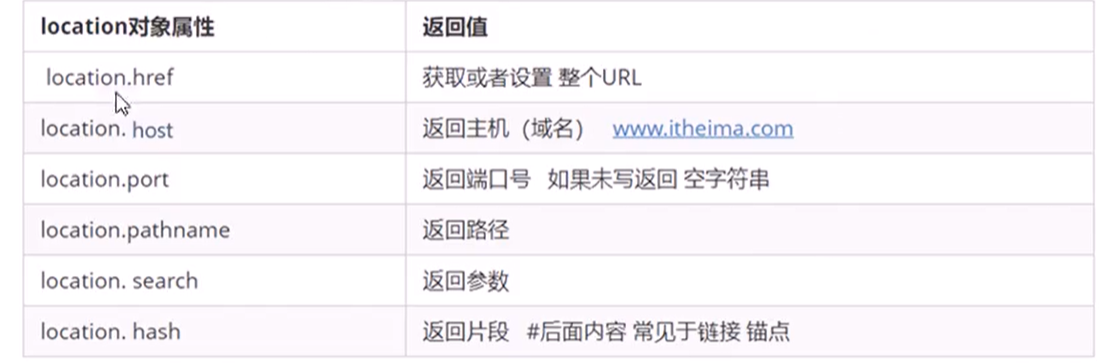 location对象属性 返回值
location.href 获取或者设置 整个URL
location. host 返回主机（域名） www.itheima.com
location.port 返回端口号 如果未写返回 空字符串
location.pathname 返回路径
location. search 返回参数
location. hash 返回片段 #后面内容 常见于链接 锚点